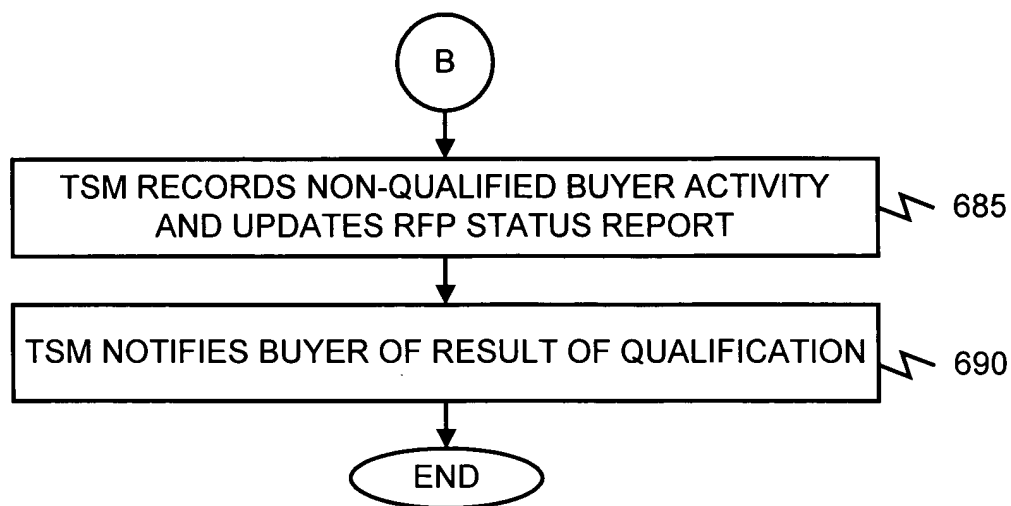 B
TSM RECORDS NON-QUALIFIED BUYER ACTIVITY
AND UPDATES RFP STATUS REPORT
685
TSM NOTIFIES BUYER OF RESULT OF QUALIFICATION
690
END